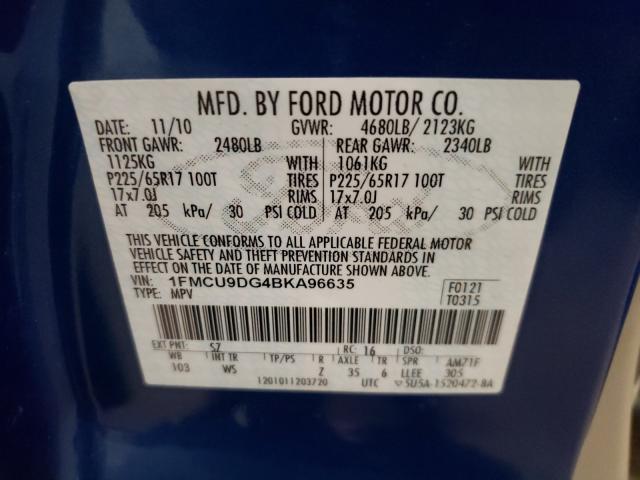 MFD. BY FORD MOTOR CO.
DATE: 11/10 GVWR: 4680LB/ 2123KG
FRONT GAWR: 2480LB REAR GAWR: 2340LB
1125KG WITH 1061KG WITH
P225/65R17 100T TIRES P225/65R17 100T TIRES
17x7.0J RIMS 17x7.0J RIMS
AT 205 kPa/ 30 PSI COLD AT 205 kPa/ 30 PSI COLD
THIS VEHICLE CONFORMS TO ALL APPLICABLE FEDERAL MOTOR
VEHICLE SAFETY AND THEFT PREVENTION STANDARDS IN
EFFECT ON THE DATE OF MANUFACTURE SHOWN ABOVE.
VIN: 1FMCU9DG4BKA96635 F0121
TYPE: MPV T0315
EXT PNT: SZ RC: 16 DSO:
WB INT TR TP/PS R AXLE TR SPR AM71F
103 WS Z 35 6 LLEE 305
1201011203720 UTC 5U5A-1520472-BA